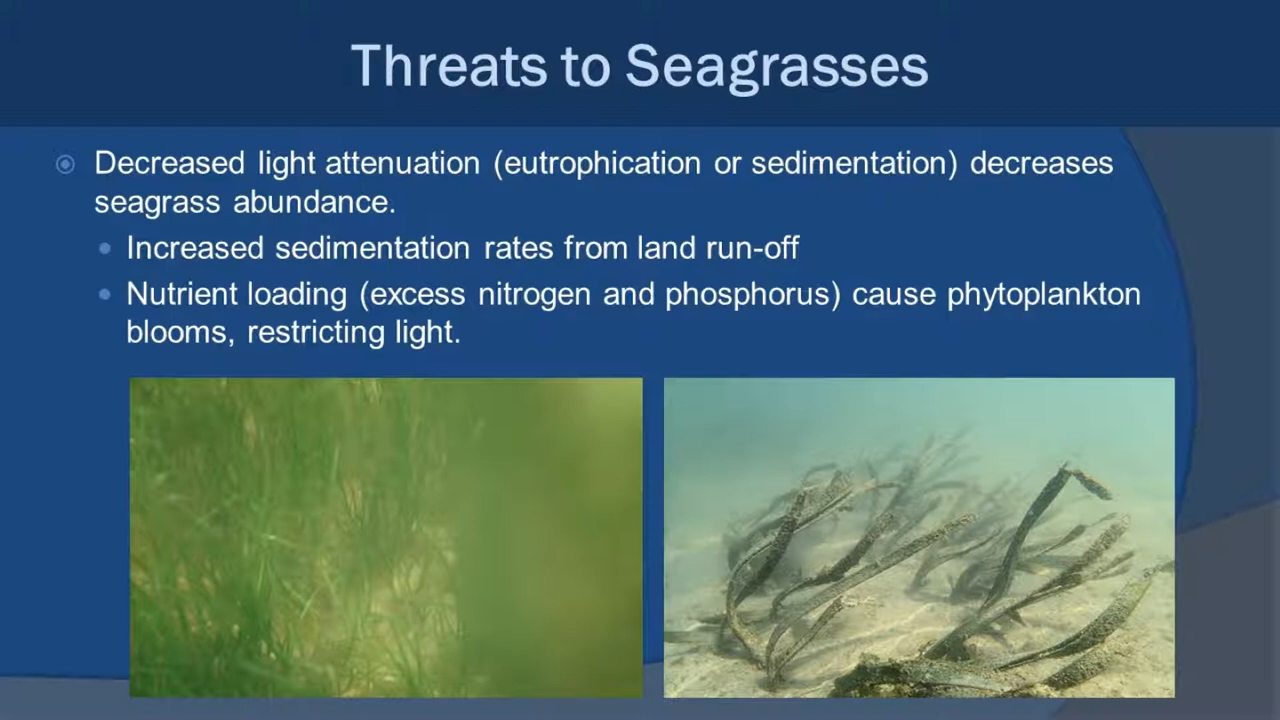 Threats to Seagrasses
Decreased light attenuation (eutrophication or sedimentation) decreases
seagrass abundance.
Increased sedimentation rates from land run-off
Nutrient loading (excess nitrogen and phosphorus) cause phytoplankton
blooms, restricting light.